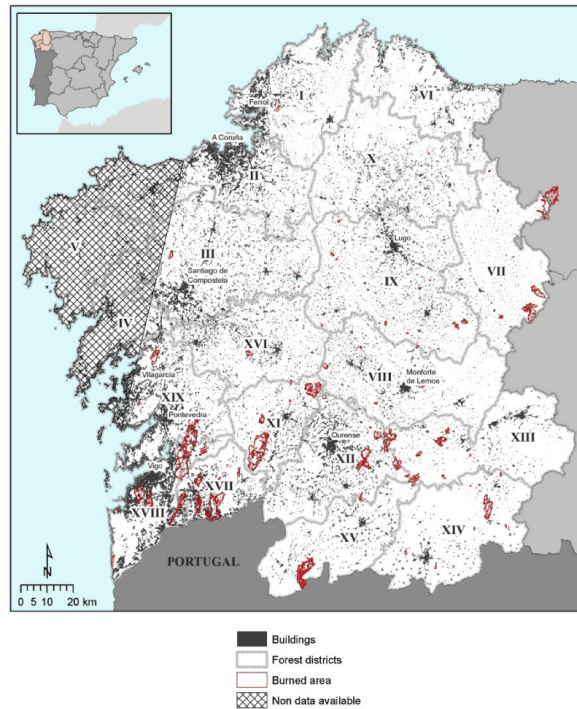 I
VI
Ferrol
A Coruña
II
X
V
III
Lugo
VII
Santiago de
Compostela
IX
IV
XVI
Vilagarcía
VIII
Monforte
de Lemos
XIX
Pontevedra
XI
XIII
Ourense
XII
Vigo
XVII
XVIII
XIV
XV
PORTUGAL
N
0 5 10 20 km
Buildings
Forest districts
Burned area
Non data available